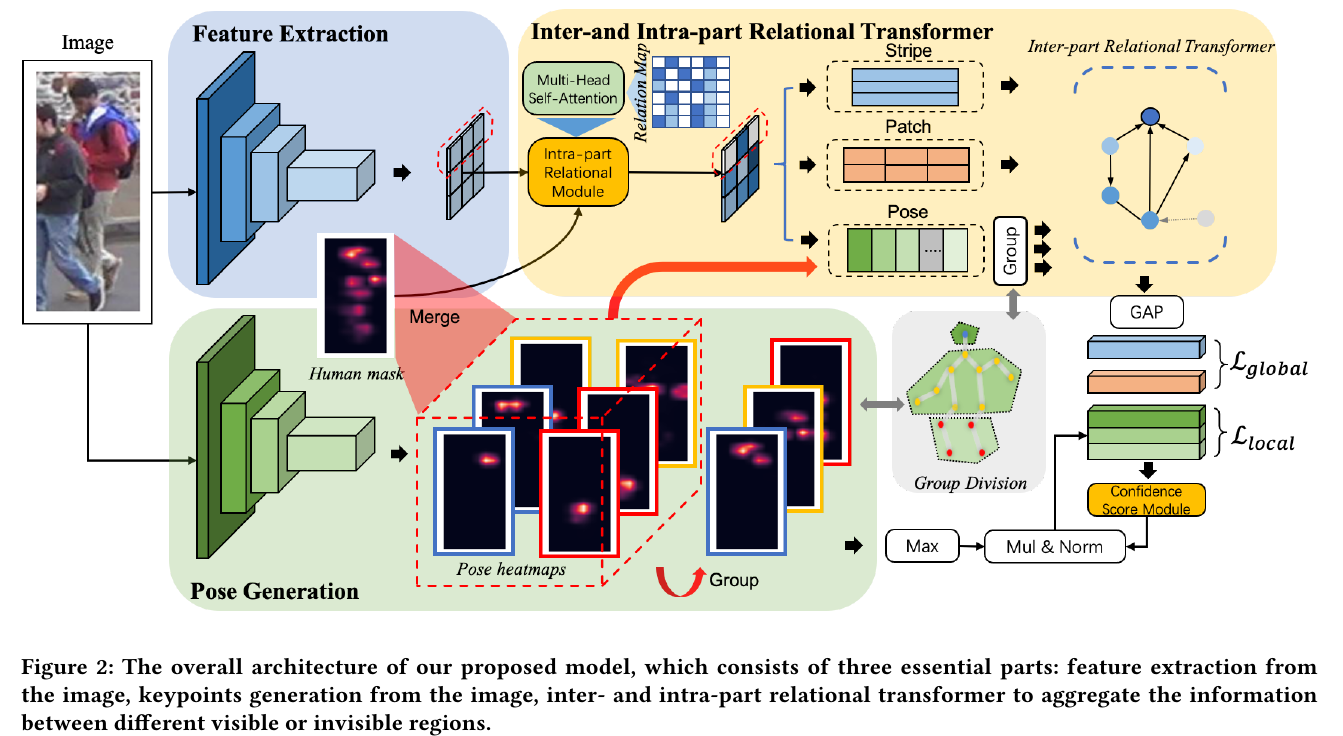 Image
Feature Extraction
Inter-and Intra-part Relational Transformer
Multi-Head
Self-Attention
Relation Map
Intra-part
Relational
Module
Stripe
Patch
Pose
....
Group
Inter-part Relational Transformer
GAP
ℒglobal
ℒlocal
Confidence
Score Module
Human mask
Merge
Pose heatmaps
Group
Pose Generation
Group Division
Max
Mul & Norm
Figure 2: The overall architecture of our proposed model, which consists of three essential parts: feature extraction from
the image, keypoints generation from the image, inter- and intra-part relational transformer to aggregate the information
between different visible or invisible regions.